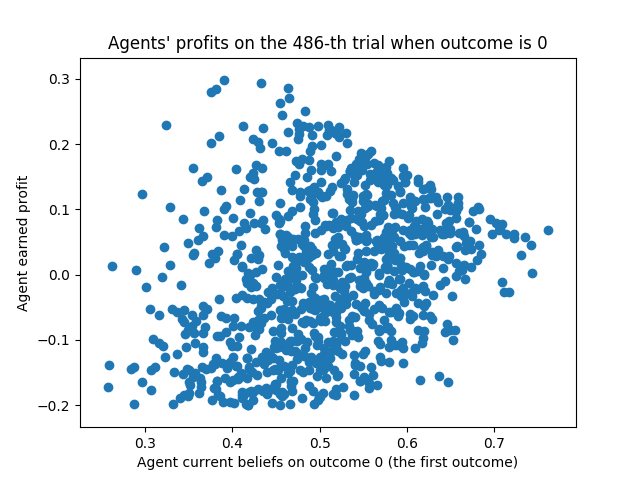 Agents' profits on the 486-th trial when outcome is 0
Agent earned profit
0.3
0.2
0.1
0.0
−0.1
−0.2
0.3 0.4 0.5 0.6 0.7
Agent current beliefs on outcome 0 (the first outcome)